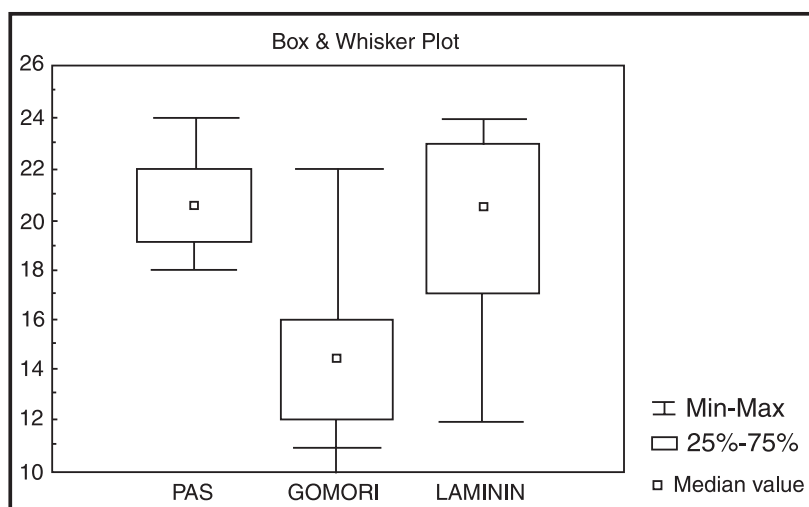 Box & Whisker Plot
26
24
22
20
18
16
14
12
10
PAS GOMORI LAMININ
Min-Max
25%-75%
Median value